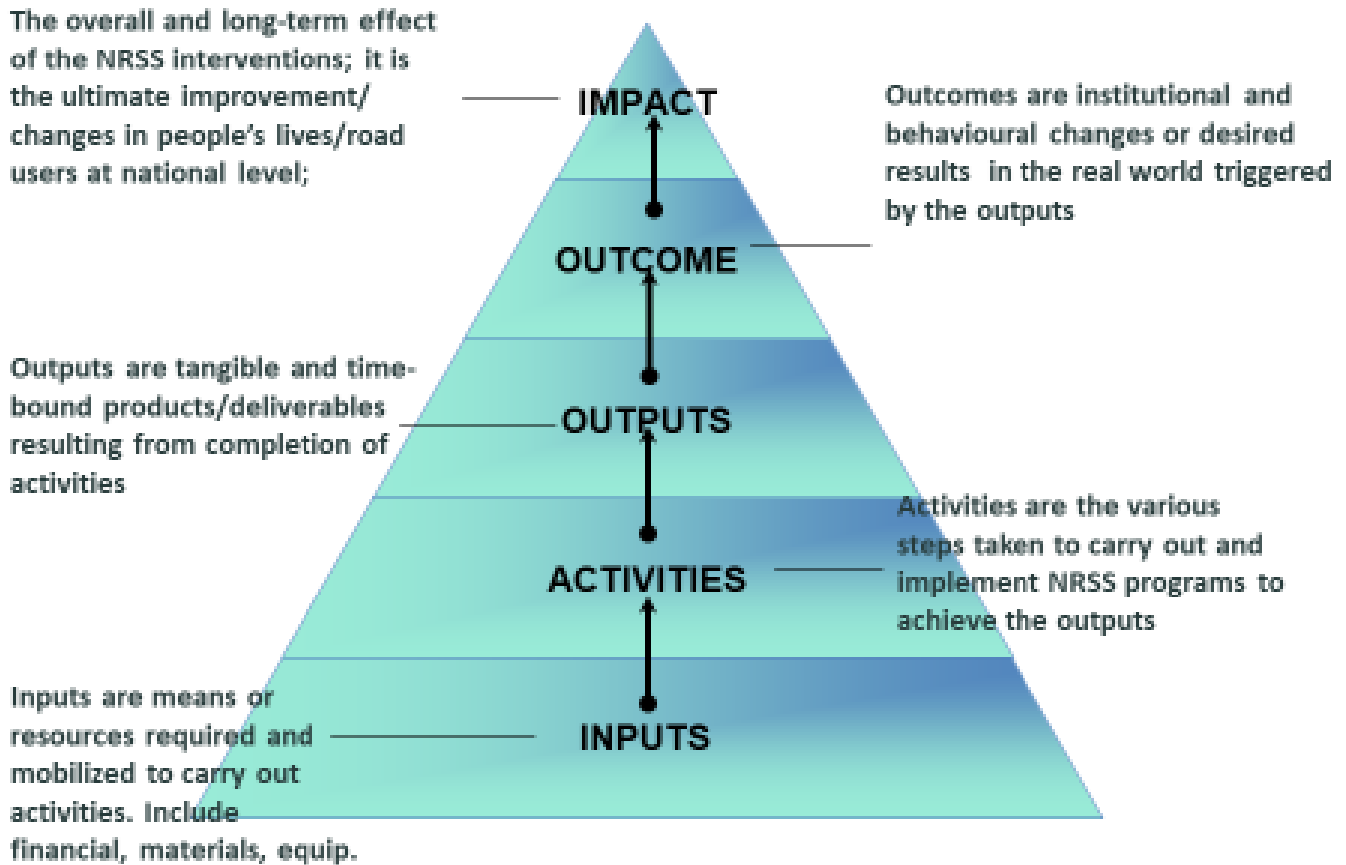 The overall and long-term effect
of the NRSS interventions; it is
the ultimate improvement/
changes in people's lives/road
users at national level;
IMPACT
Outcomes are institutional and
behavioural changes or desired
results in the real world triggered
by the outputs
OUTCOME
Outputs are tangible and time-
bound products/deliverables
resulting from completion of
activities
OUTPUTS
Activities are the various
steps taken to carry out and
implement NRSS programs to
achieve the outputs
ACTIVITIES
Inputs are means or
resources required and
mobilized to carry out
activities. Include
financial, materials, equip.
INPUTS